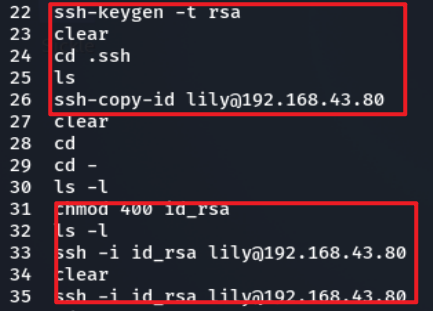 22 ssh-keygen -t rsa
23 clear
24 cd .ssh
25 ls
26 ssh-copy-id lily@192.168.43.80
27 clear
28 cd
29 cd -
30 ls -l
31 chmod 400 id_rsa
32 ls -l
33 ssh -i id_rsa lily@192.168.43.80
34 clear
35 ssh -i id_rsa lily@192.168.43.80